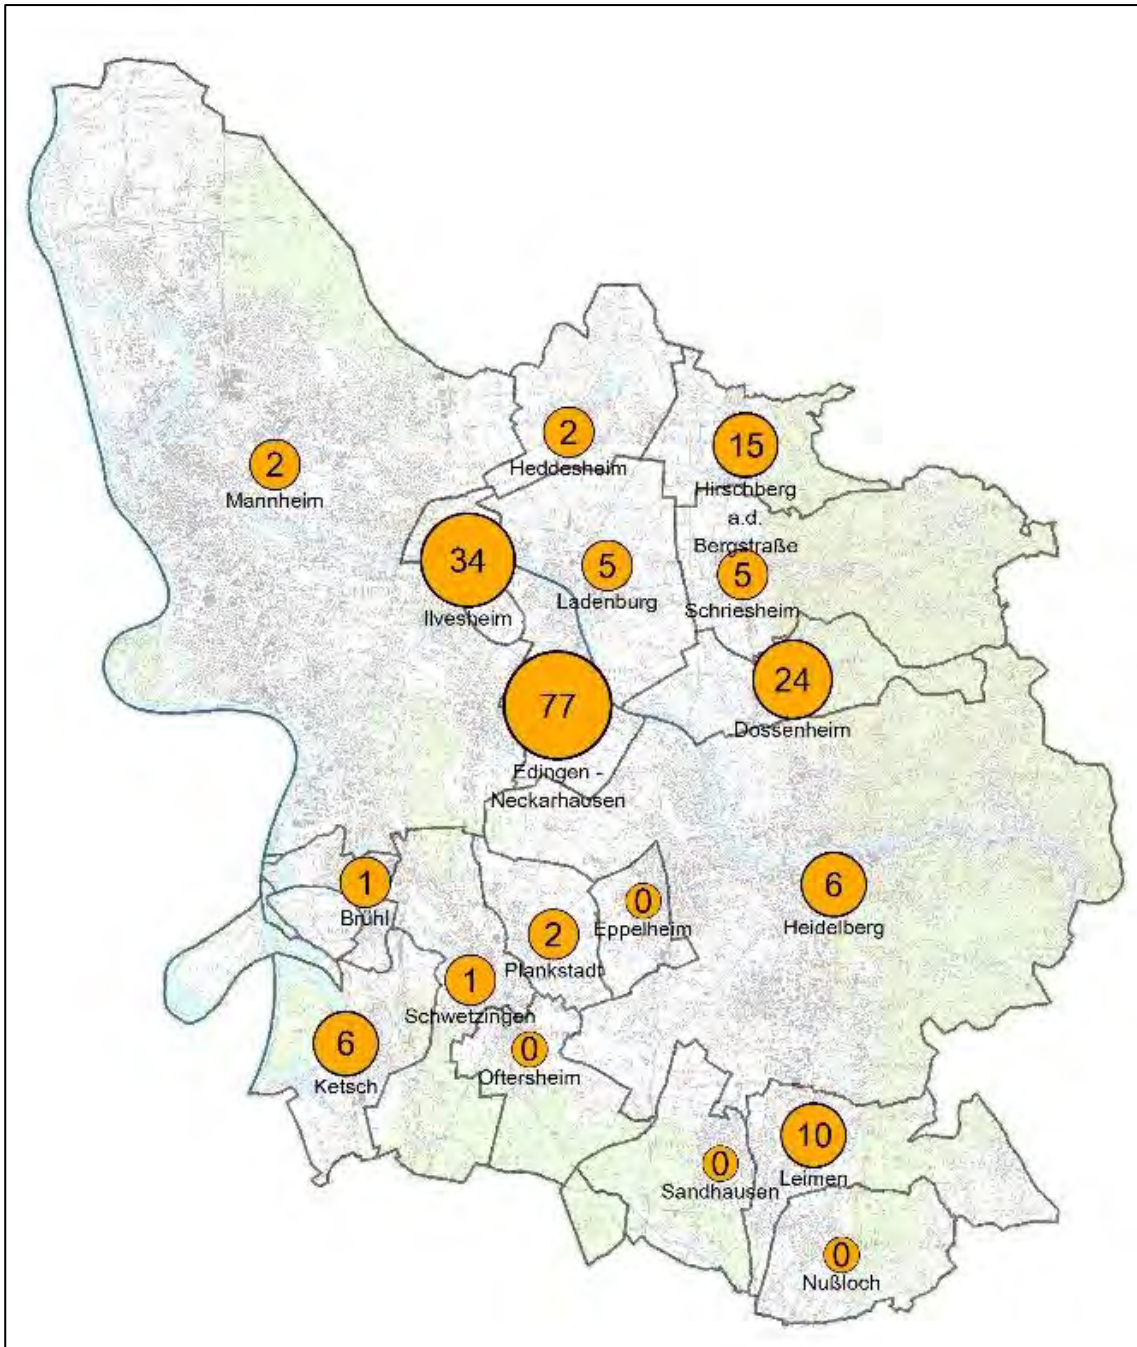 2
Heddesheim
15
Hirschberg
a.d.
Bergstraße
2
Mannheim
34
Ilvesheim
5
Ladenburg
5
Schriesheim
24
Dossenheim
77
Edingen -
Neckarhausen
1
Brühl
0
Eppelheim
6
Heidelberg
2
Plankstadt
1
Schwetzingen
6
Ketsch
0
Oftersheim
10
Leimen
0
Sandhausen
0
Nußloch